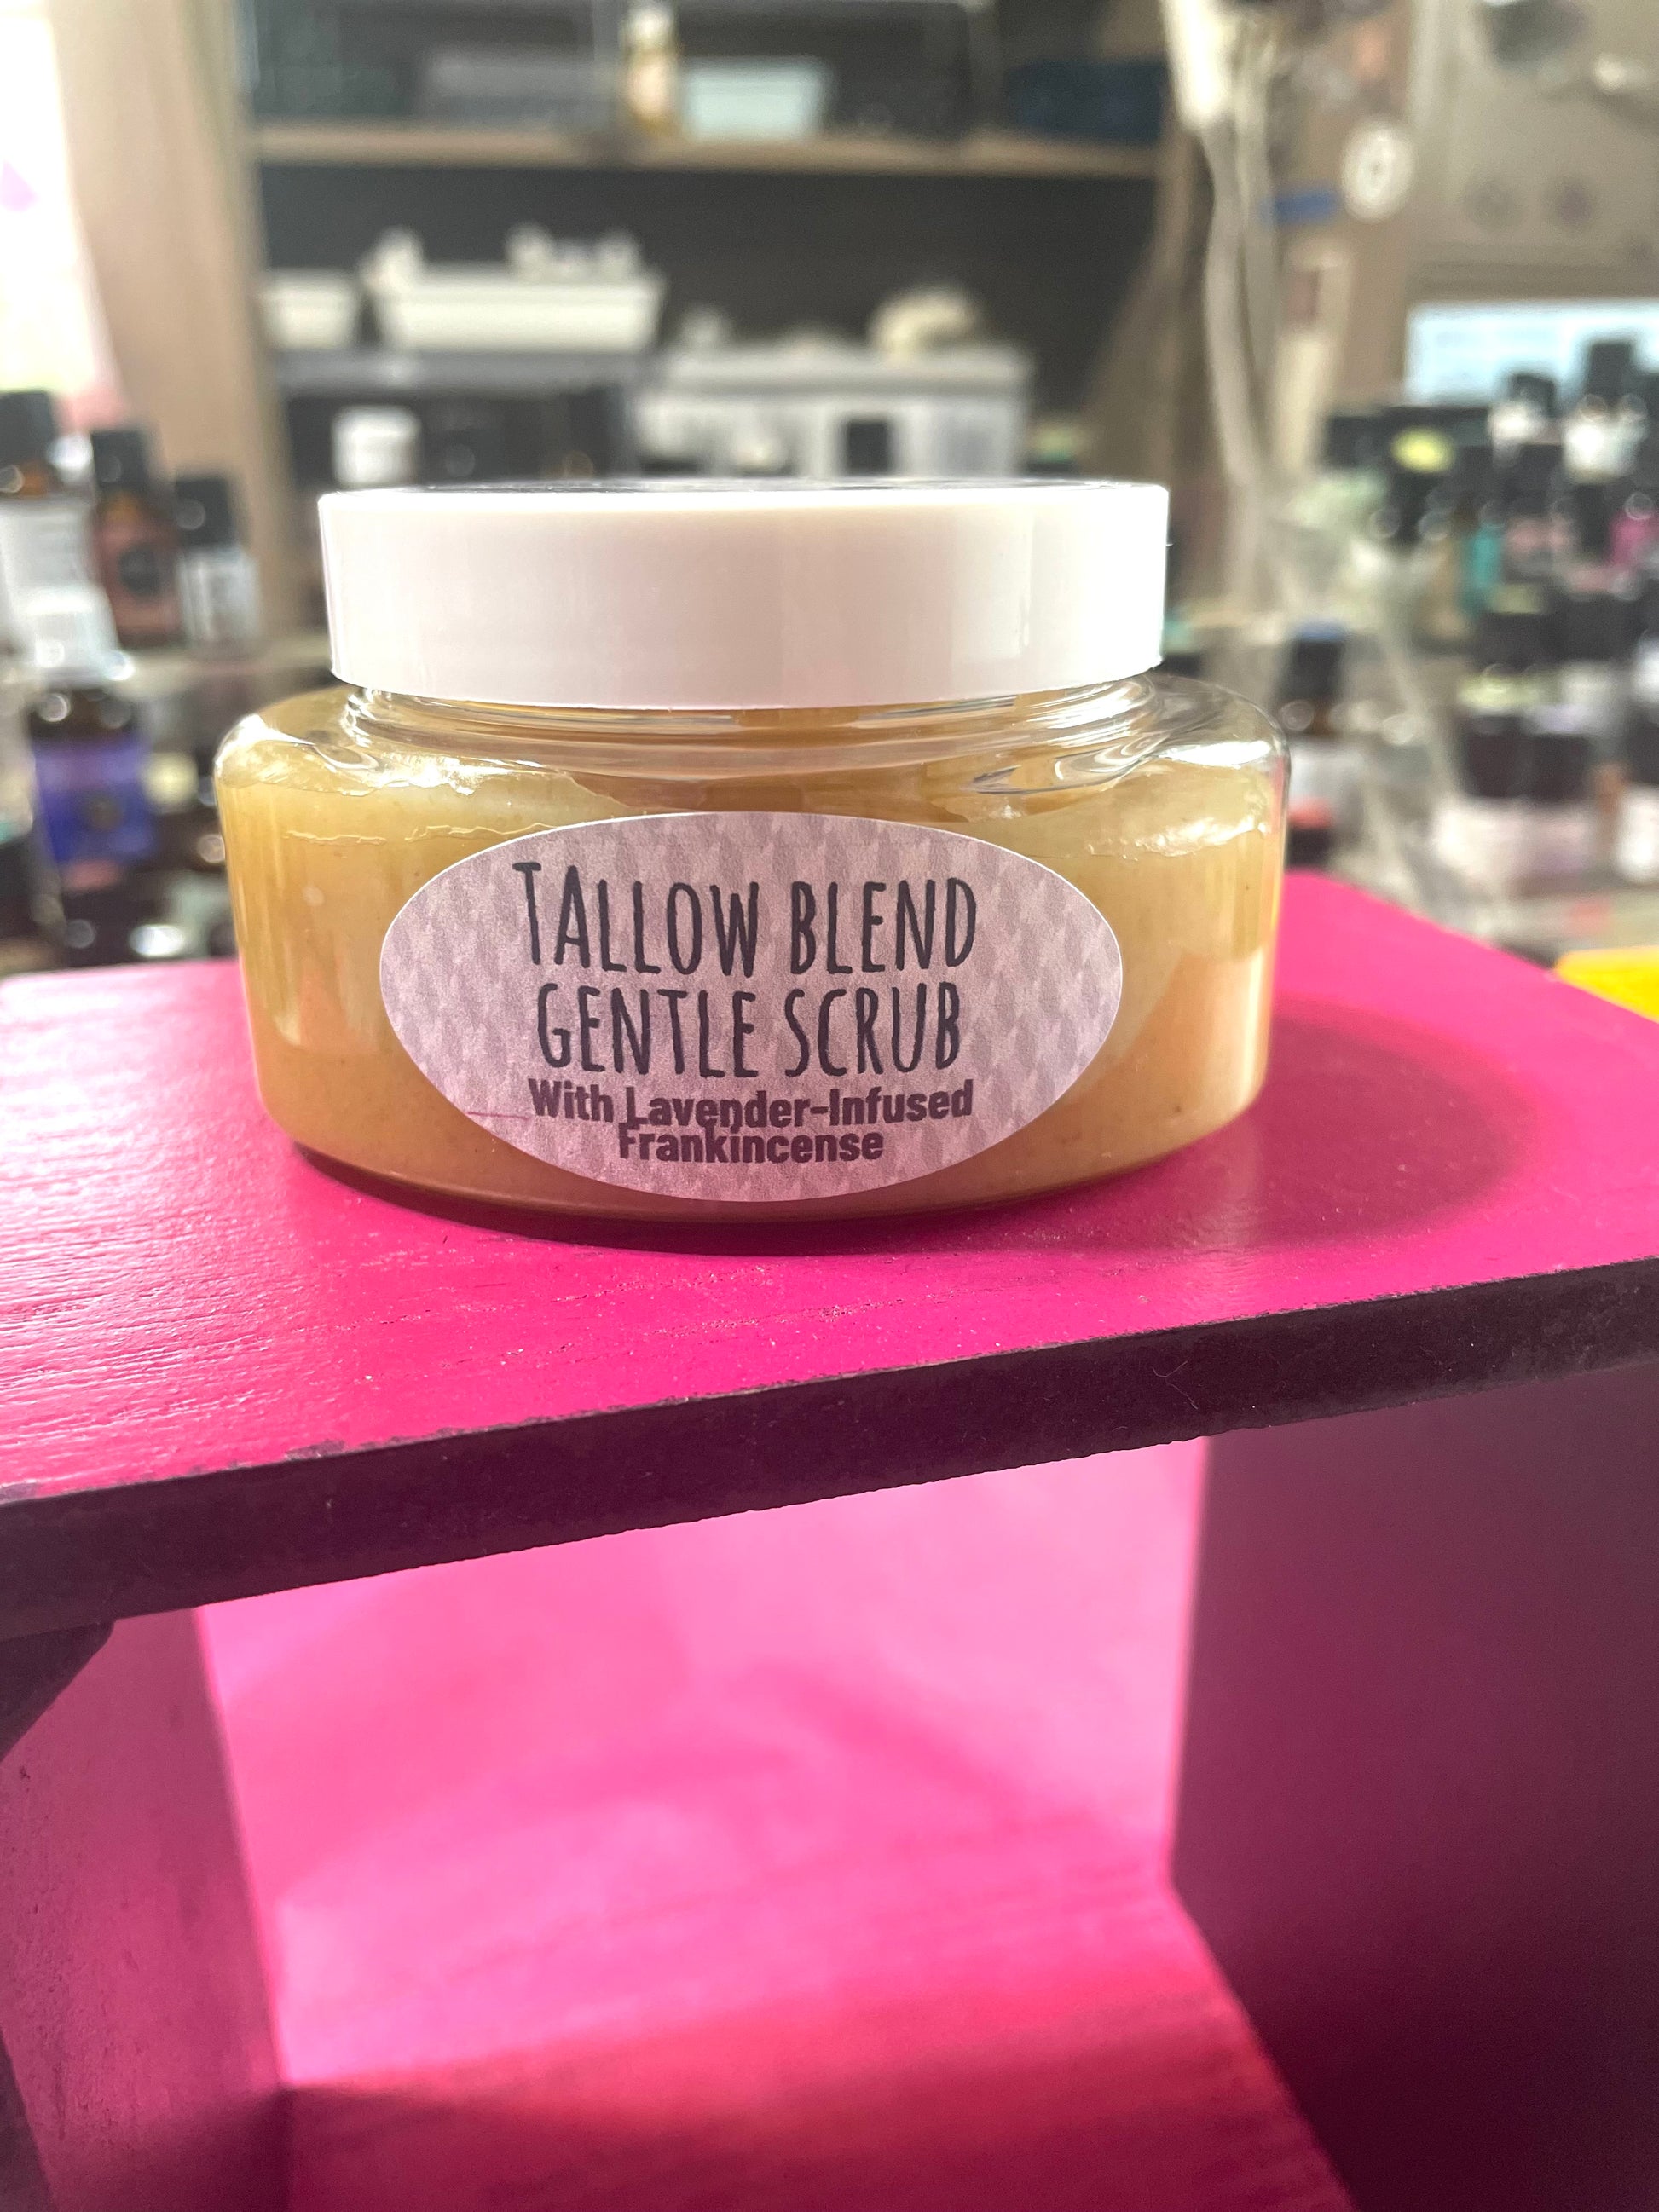 TALLOW BLEND
GENTLE SCRUB
With Lavender-Infused
Frankincense